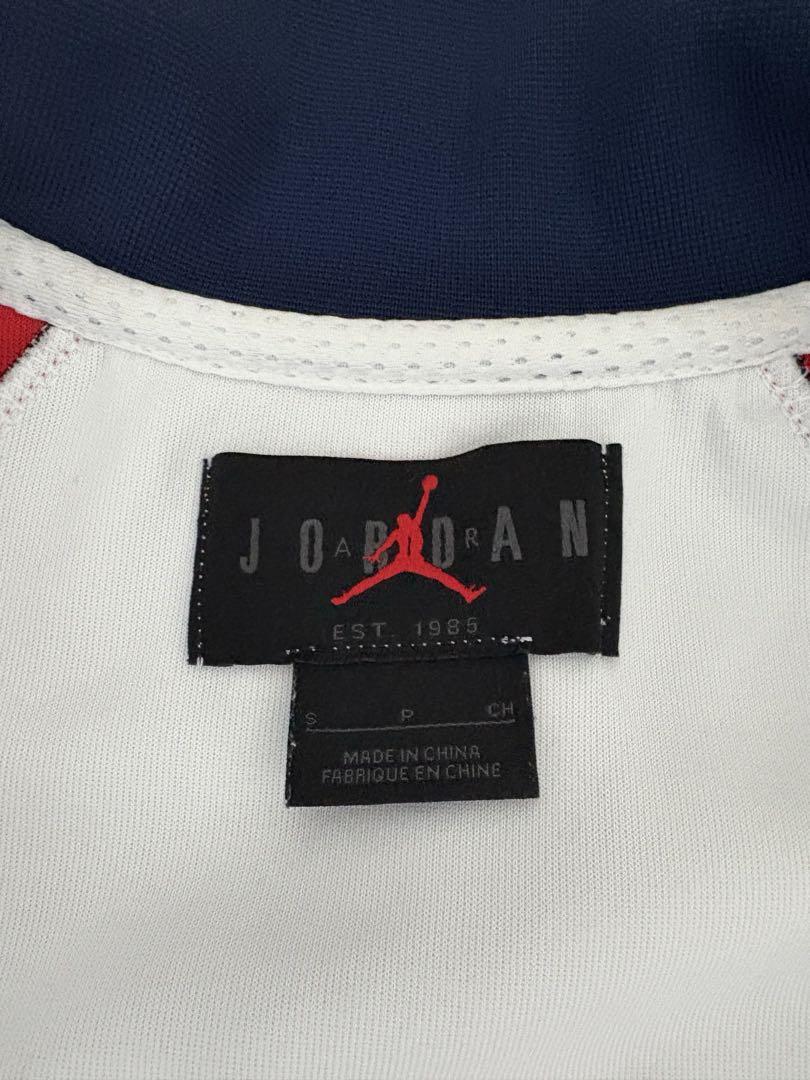 JORDAN
AIR
EST. 1985
S P CH
MADE IN CHINA
FABRIQUE EN CHINE